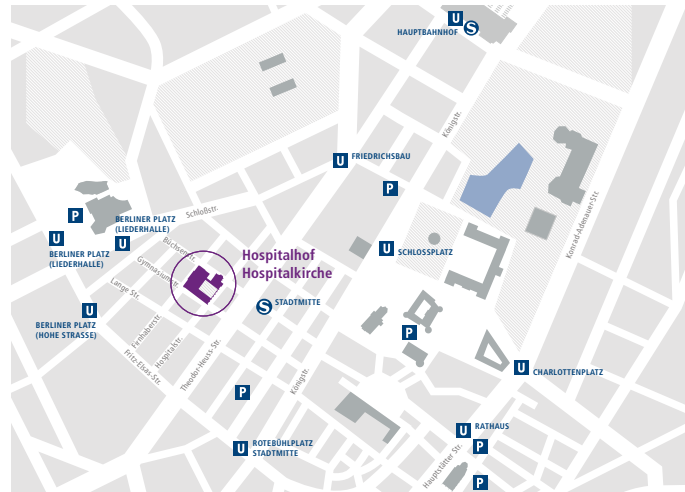 U
HAUPTBAHNHOF
S
Königstr.
U
FRIEDRICHSBAU
P
Konrad-Adenauer-Str.
Schloßstr.
P
BERLINER PLATZ
(LIEDERHALLE)
U
U
BERLINER PLATZ
(LIEDERHALLE)
Büchsenstr.
Gymnasiumstr.
Lange Str.
Hospitalhof
Hospitalkirche
U
SCHLOSSPLATZ
S
STADTMITTE
U
BERLINER PLATZ
(HOHE STRASSE)
Firnhaberstr.
Hospitalstr.
Fritz-Elsas-Str.
Theodor-Heuss-Str.
P
U
CHARLOTTENPLATZ
Königstr.
P
U
RATHAUS
P
U
ROTEBÜHLPLATZ
STADTMITTE
Hauptstätter Str.
P